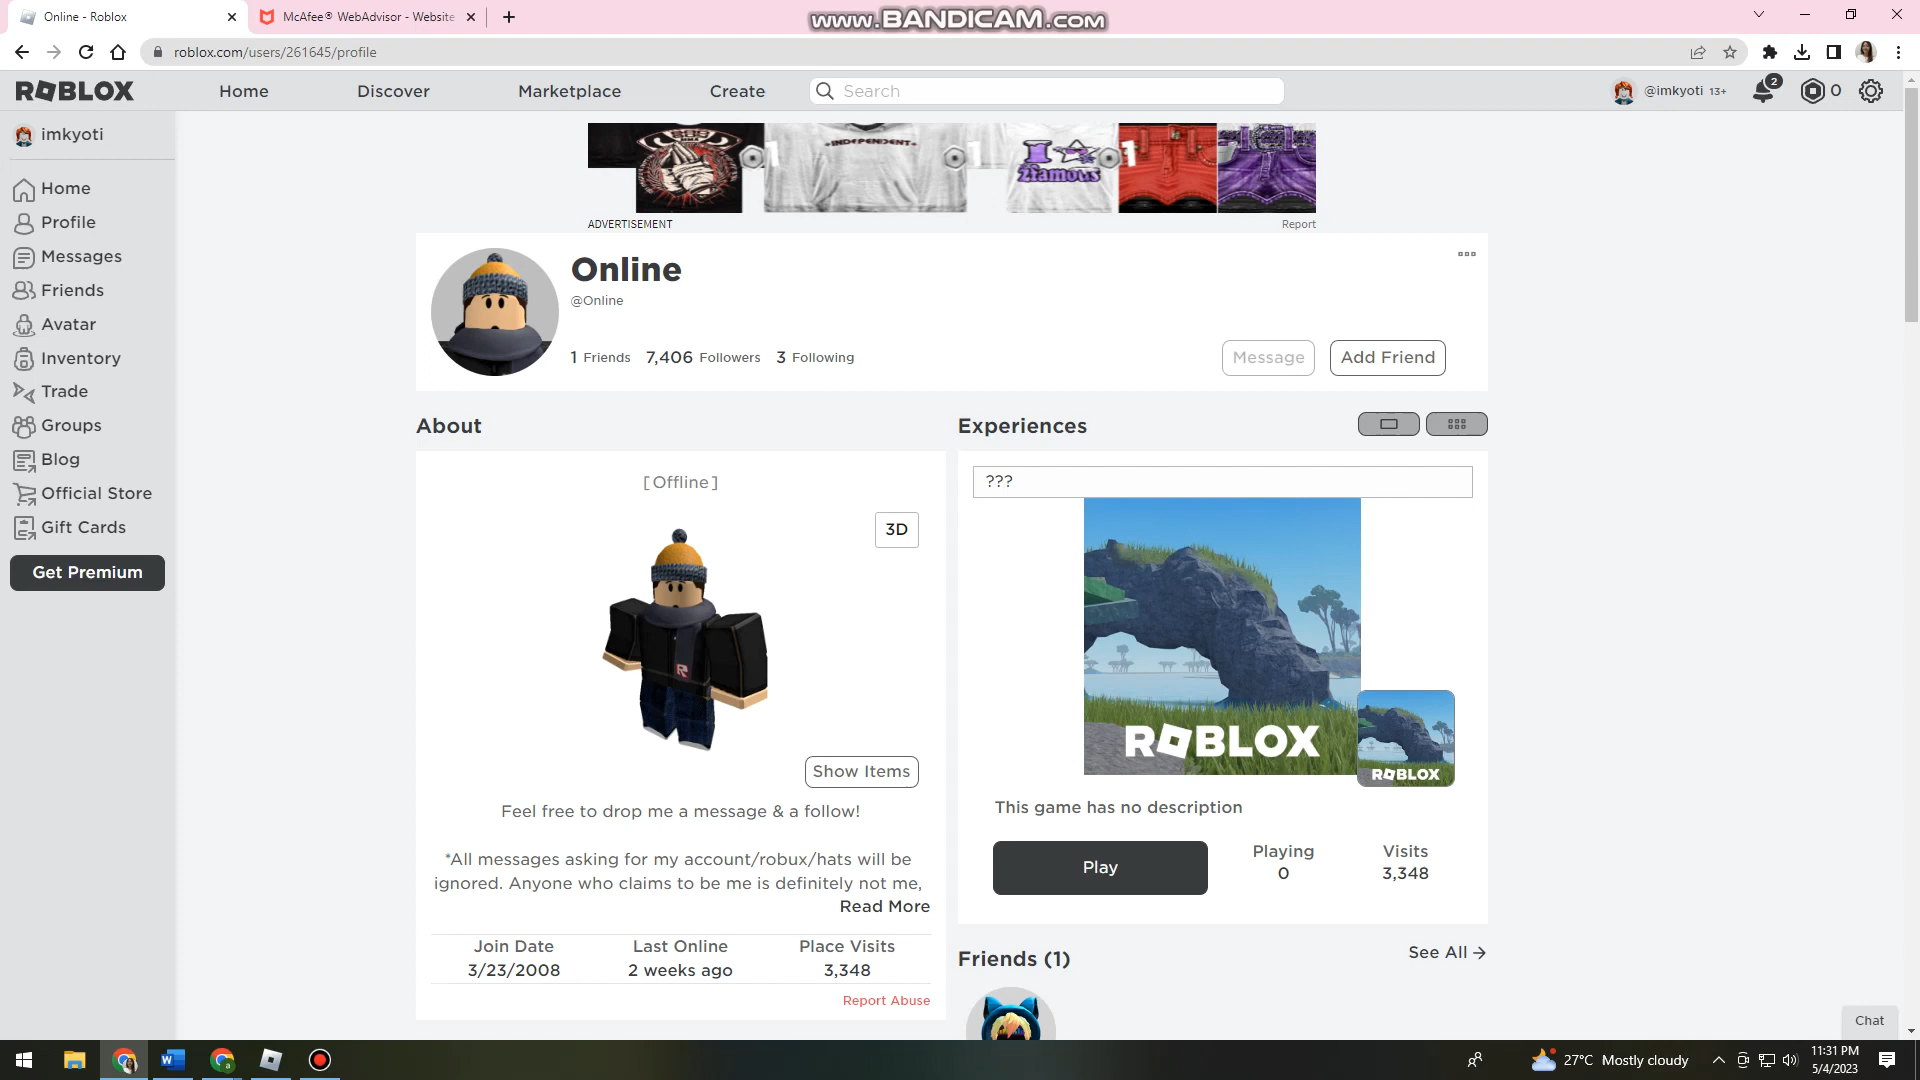 Online - Roblox
McAfee® WebAdvisor - Website
www.BANDICAM.com
roblox.com/users/261645/profile
ROBLOX
Home
Discover
Marketplace
Create
Search
@imkyoti 13+
2
0
imkyoti
Home
Profile
Messages
Friends
Avatar
Inventory
Trade
Groups
Blog
Official Store
Gift Cards
Get Premium
INDEPENDENT
1
1
I
2famous
ADVERTISEMENT
Report
Online
@Online
1 Friends 7,406 Followers 3 Following
Message
Add Friend
About
[ Offline ]
3D
Show Items
Feel free to drop me a message & a follow!
*All messages asking for my account/robux/hats will be
ignored. Anyone who claims to be me is definitely not me,
Read More
Join Date Last Online Place Visits
3/23/2008 2 weeks ago 3,348
Report Abuse
Experiences
???
ROBLOX
ROBLOX
This game has no description
Play
Playing Visits
0 3,348
Friends (1)
See All →
Chat
27°C Mostly cloudy
11:31 PM
5/4/2023